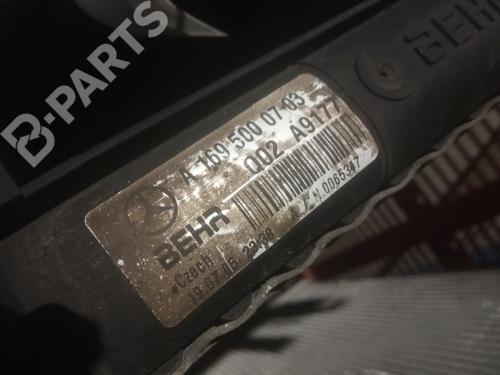 B-PARTS
BEHR
A 169 500 07 03
002 A9177
BEHR
F.N.0065347
Czech